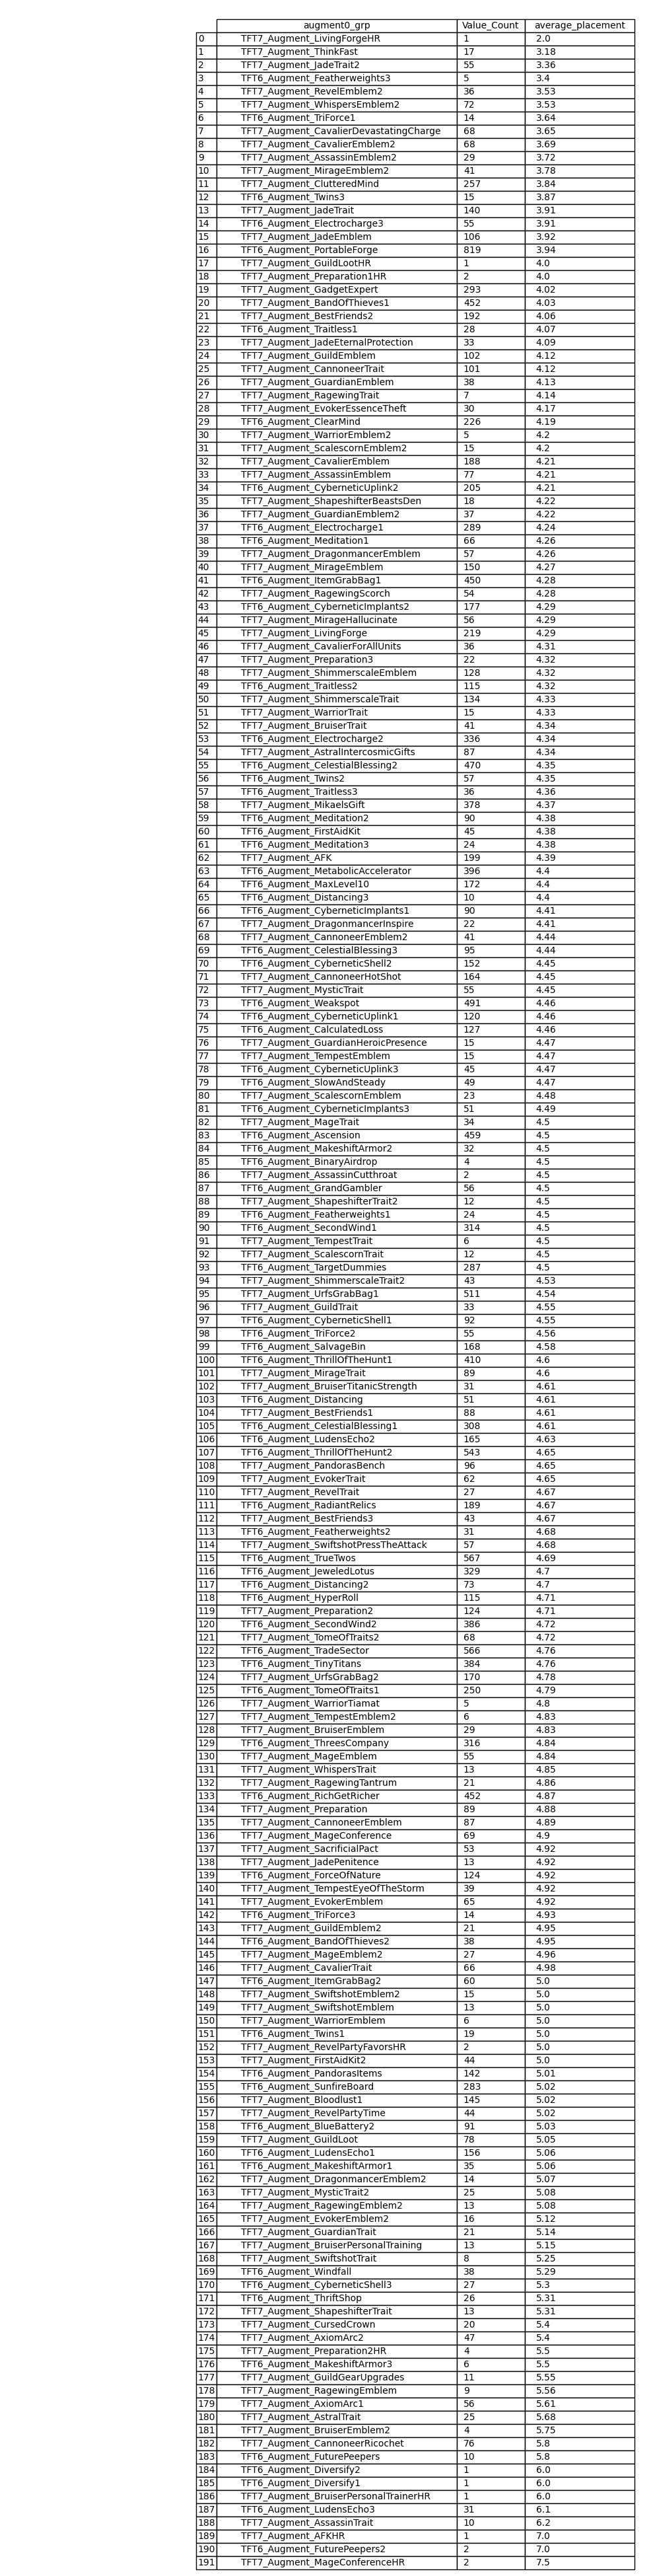 augment0_grp Value_Count average_placement
0 TFT7_Augment_LivingForgeHR 1 2.0
1 TFT7_Augment_ThinkFast 17 3.18
2 TFT7_Augment_JadeTrait2 55 3.36
3 TFT6_Augment_Featherweights3 5 3.4
4 TFT7_Augment_RevelEmblem2 36 3.53
5 TFT7_Augment_WhispersEmblem2 72 3.53
6 TFT6_Augment_TriForce1 14 3.64
7 TFT7_Augment_CavalierDevastatingCharge 68 3.65
8 TFT7_Augment_CavalierEmblem2 68 3.69
9 TFT7_Augment_AssassinEmblem2 29 3.72
10 TFT7_Augment_MirageEmblem2 41 3.78
11 TFT7_Augment_ClutteredMind 257 3.84
12 TFT6_Augment_Twins3 15 3.87
13 TFT7_Augment_JadeTrait 140 3.91
14 TFT6_Augment_Electrocharge3 55 3.91
15 TFT7_Augment_JadeEmblem 106 3.92
16 TFT6_Augment_PortableForge 819 3.94
17 TFT7_Augment_GuildLootHR 1 4.0
18 TFT7_Augment_Preparation1HR 2 4.0
19 TFT7_Augment_GadgetExpert 293 4.02
20 TFT7_Augment_BandOfThieves1 452 4.03
21 TFT7_Augment_BestFriends2 192 4.06
22 TFT6_Augment_Traitless1 28 4.07
23 TFT7_Augment_JadeEternalProtection 33 4.09
24 TFT7_Augment_GuildEmblem 102 4.12
25 TFT7_Augment_CannoneerTrait 101 4.12
26 TFT7_Augment_GuardianEmblem 38 4.13
27 TFT7_Augment_RagewingTrait 7 4.14
28 TFT7_Augment_EvokerEssenceTheft 30 4.17
29 TFT6_Augment_ClearMind 226 4.19
30 TFT7_Augment_WarriorEmblem2 5 4.2
31 TFT7_Augment_ScalescornEmblem2 15 4.2
32 TFT7_Augment_CavalierEmblem 188 4.21
33 TFT7_Augment_AssassinEmblem 77 4.21
34 TFT6_Augment_CyberneticUplink2 205 4.21
35 TFT7_Augment_ShapeshifterBeastsDen 18 4.22
36 TFT7_Augment_GuardianEmblem2 37 4.22
37 TFT6_Augment_Electrocharge1 289 4.24
38 TFT6_Augment_Meditation1 66 4.26
39 TFT7_Augment_DragonmancerEmblem 57 4.26
40 TFT7_Augment_MirageEmblem 150 4.27
41 TFT6_Augment_ItemGrabBag1 450 4.28
42 TFT7_Augment_RagewingScorch 54 4.28
43 TFT6_Augment_CyberneticImplants2 177 4.29
44 TFT7_Augment_MirageHallucinate 56 4.29
45 TFT7_Augment_LivingForge 219 4.29
46 TFT7_Augment_CavalierForAllUnits 36 4.31
47 TFT7_Augment_Preparation3 22 4.32
48 TFT7_Augment_ShimmerscaleEmblem 128 4.32
49 TFT6_Augment_Traitless2 115 4.32
50 TFT7_Augment_ShimmerscaleTrait 134 4.33
51 TFT7_Augment_WarriorTrait 15 4.33
52 TFT7_Augment_BruiserTrait 41 4.34
53 TFT6_Augment_Electrocharge2 336 4.34
54 TFT7_Augment_AstralIntercosmicGifts 87 4.34
55 TFT6_Augment_CelestialBlessing2 470 4.35
56 TFT6_Augment_Twins2 57 4.35
57 TFT6_Augment_Traitless3 36 4.36
58 TFT7_Augment_MikaelsGift 378 4.37
59 TFT6_Augment_Meditation2 90 4.38
60 TFT6_Augment_FirstAidKit 45 4.38
61 TFT6_Augment_Meditation3 24 4.38
62 TFT7_Augment_AFK 199 4.39
63 TFT6_Augment_MetabolicAccelerator 396 4.4
64 TFT6_Augment_MaxLevel10 172 4.4
65 TFT6_Augment_Distancing3 10 4.4
66 TFT6_Augment_CyberneticImplants1 90 4.41
67 TFT7_Augment_DragonmancerInspire 22 4.41
68 TFT7_Augment_CannoneerEmblem2 41 4.44
69 TFT6_Augment_CelestialBlessing3 95 4.44
70 TFT6_Augment_CyberneticShell2 152 4.45
71 TFT7_Augment_CannoneerHotShot 164 4.45
72 TFT7_Augment_MysticTrait 55 4.45
73 TFT6_Augment_Weakspot 491 4.46
74 TFT6_Augment_CyberneticUplink1 120 4.46
75 TFT6_Augment_CalculatedLoss 127 4.46
76 TFT7_Augment_GuardianHeroicPresence 15 4.47
77 TFT7_Augment_TempestEmblem 15 4.47
78 TFT6_Augment_CyberneticUplink3 45 4.47
79 TFT6_Augment_SlowAndSteady 49 4.47
80 TFT7_Augment_ScalescornEmblem 23 4.48
81 TFT6_Augment_CyberneticImplants3 51 4.49
82 TFT7_Augment_MageTrait 34 4.5
83 TFT6_Augment_Ascension 459 4.5
84 TFT6_Augment_MakeshiftArmor2 32 4.5
85 TFT6_Augment_BinaryAirdrop 4 4.5
86 TFT7_Augment_AssassinCutthroat 2 4.5
87 TFT6_Augment_GrandGambler 56 4.5
88 TFT7_Augment_ShapeshifterTrait2 12 4.5
89 TFT6_Augment_Featherweights1 24 4.5
90 TFT6_Augment_SecondWind1 314 4.5
91 TFT7_Augment_TempestTrait 6 4.5
92 TFT7_Augment_ScalescornTrait 12 4.5
93 TFT6_Augment_TargetDummies 287 4.5
94 TFT7_Augment_ShimmerscaleTrait2 43 4.53
95 TFT7_Augment_UrfsGrabBag1 511 4.54
96 TFT7_Augment_GuildTrait 33 4.55
97 TFT6_Augment_CyberneticShell1 92 4.55
98 TFT6_Augment_TriForce2 55 4.56
99 TFT6_Augment_SalvageBin 168 4.58
100 TFT6_Augment_ThrillOfTheHunt1 410 4.6
101 TFT7_Augment_MirageTrait 89 4.6
102 TFT7_Augment_BruiserTitanicStrength 31 4.61
103 TFT6_Augment_Distancing 51 4.61
104 TFT7_Augment_BestFriends1 88 4.61
105 TFT6_Augment_CelestialBlessing1 308 4.61
106 TFT6_Augment_LudensEcho2 165 4.63
107 TFT6_Augment_ThrillOfTheHunt2 543 4.65
108 TFT7_Augment_PandorasBench 96 4.65
109 TFT7_Augment_EvokerTrait 62 4.65
110 TFT7_Augment_RevelTrait 27 4.67
111 TFT6_Augment_RadiantRelics 189 4.67
112 TFT7_Augment_BestFriends3 43 4.67
113 TFT6_Augment_Featherweights2 31 4.68
114 TFT7_Augment_SwiftshotPressTheAttack 57 4.68
115 TFT6_Augment_TrueTwos 567 4.69
116 TFT6_Augment_JeweledLotus 329 4.7
117 TFT6_Augment_Distancing2 73 4.7
118 TFT6_Augment_HyperRoll 115 4.71
119 TFT7_Augment_Preparation2 124 4.71
120 TFT6_Augment_SecondWind2 386 4.72
121 TFT7_Augment_TomeOfTraits2 68 4.72
122 TFT6_Augment_TradeSector 566 4.76
123 TFT6_Augment_TinyTitans 384 4.76
124 TFT7_Augment_UrfsGrabBag2 170 4.78
125 TFT6_Augment_TomeOfTraits1 250 4.79
126 TFT7_Augment_WarriorTiamat 5 4.8
127 TFT7_Augment_TempestEmblem2 6 4.83
128 TFT7_Augment_BruiserEmblem 29 4.83
129 TFT6_Augment_ThreesCompany 316 4.84
130 TFT7_Augment_MageEmblem 55 4.84
131 TFT7_Augment_WhispersTrait 13 4.85
132 TFT7_Augment_RagewingTantrum 21 4.86
133 TFT6_Augment_RichGetRicher 452 4.87
134 TFT7_Augment_Preparation 89 4.88
135 TFT7_Augment_CannoneerEmblem 87 4.89
136 TFT7_Augment_MageConference 69 4.9
137 TFT7_Augment_SacrificialPact 53 4.92
138 TFT7_Augment_JadePenitence 13 4.92
139 TFT6_Augment_ForceOfNature 124 4.92
140 TFT7_Augment_TempestEyeOfTheStorm 39 4.92
141 TFT7_Augment_EvokerEmblem 65 4.92
142 TFT6_Augment_TriForce3 14 4.93
143 TFT7_Augment_GuildEmblem2 21 4.95
144 TFT6_Augment_BandOfThieves2 38 4.95
145 TFT7_Augment_MageEmblem2 27 4.96
146 TFT7_Augment_CavalierTrait 66 4.98
147 TFT6_Augment_ItemGrabBag2 60 5.0
148 TFT7_Augment_SwiftshotEmblem2 15 5.0
149 TFT7_Augment_SwiftshotEmblem 13 5.0
150 TFT7_Augment_WarriorEmblem 6 5.0
151 TFT6_Augment_Twins1 19 5.0
152 TFT7_Augment_RevelPartyFavorsHR 2 5.0
153 TFT7_Augment_FirstAidKit2 44 5.0
154 TFT6_Augment_PandorasItems 142 5.01
155 TFT6_Augment_SunfireBoard 283 5.02
156 TFT7_Augment_Bloodlust1 145 5.02
157 TFT7_Augment_RevelPartyTime 44 5.02
158 TFT6_Augment_BlueBattery2 91 5.03
159 TFT7_Augment_GuildLoot 78 5.05
160 TFT6_Augment_LudensEcho1 156 5.06
161 TFT6_Augment_MakeshiftArmor1 35 5.06
162 TFT7_Augment_DragonmancerEmblem2 14 5.07
163 TFT7_Augment_MysticTrait2 25 5.08
164 TFT7_Augment_RagewingEmblem2 13 5.08
165 TFT7_Augment_EvokerEmblem2 16 5.12
166 TFT7_Augment_GuardianTrait 21 5.14
167 TFT7_Augment_BruiserPersonalTraining 13 5.15
168 TFT7_Augment_SwiftshotTrait 8 5.25
169 TFT6_Augment_Windfall 38 5.29
170 TFT6_Augment_CyberneticShell3 27 5.3
171 TFT6_Augment_ThriftShop 26 5.31
172 TFT7_Augment_ShapeshifterTrait 13 5.31
173 TFT7_Augment_CursedCrown 20 5.4
174 TFT7_Augment_AxiomArc2 47 5.4
175 TFT7_Augment_Preparation2HR 4 5.5
176 TFT6_Augment_MakeshiftArmor3 6 5.5
177 TFT7_Augment_GuildGearUpgrades 11 5.55
178 TFT7_Augment_RagewingEmblem 9 5.56
179 TFT7_Augment_AxiomArc1 56 5.61
180 TFT7_Augment_AstralTrait 25 5.68
181 TFT7_Augment_BruiserEmblem2 4 5.75
182 TFT7_Augment_CannoneerRicochet 76 5.8
183 TFT6_Augment_FuturePeepers 10 5.8
184 TFT6_Augment_Diversify2 1 6.0
185 TFT6_Augment_Diversify1 1 6.0
186 TFT7_Augment_BruiserPersonalTrainerHR 1 6.0
187 TFT6_Augment_LudensEcho3 31 6.1
188 TFT7_Augment_AssassinTrait 10 6.2
189 TFT7_Augment_AFKHR 1 7.0
190 TFT6_Augment_FuturePeepers2 2 7.0
191 TFT7_Augment_MageConferenceHR 2 7.5